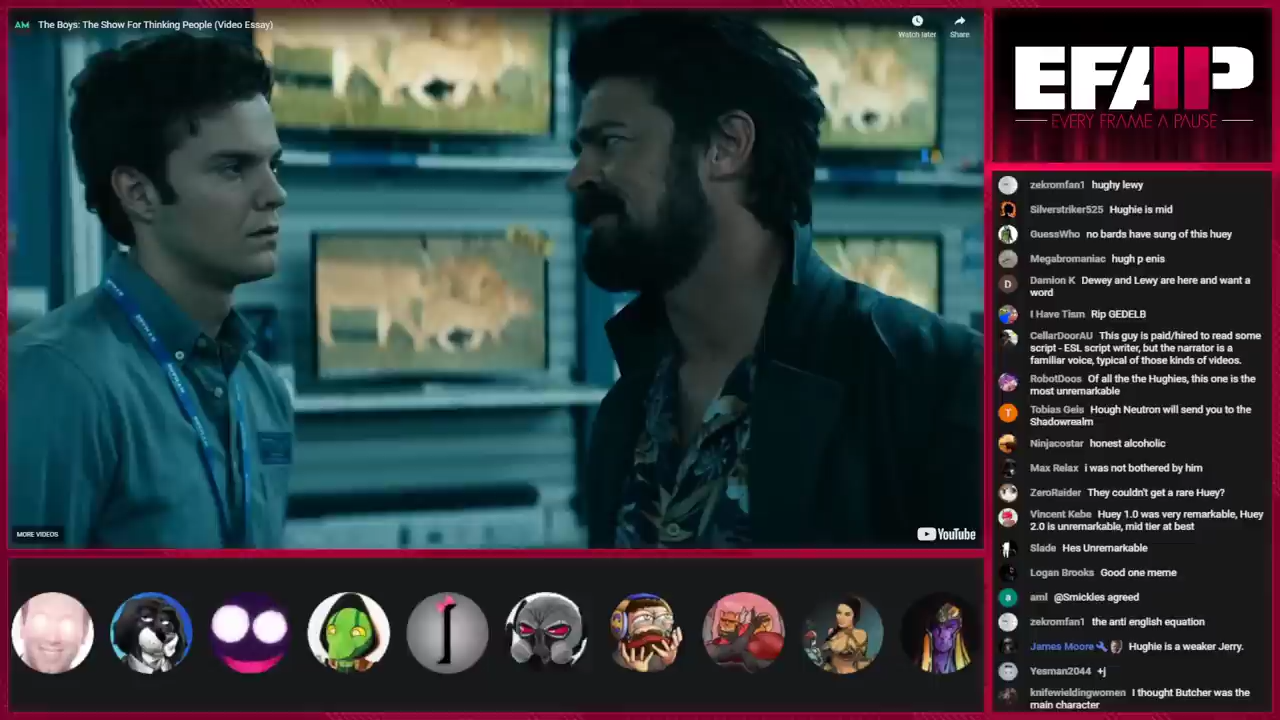 AM The Boys: The Show For Thinking People (Video Essay)
Watch later
Share
MORE VIDEOS
YouTube
EFAP
EVERY FRAME A PAUSE
zekromfan1 hughy lewy
Silverstriker525 Hughie is mid
GuessWho no bards have sung of this huey
Megabromaniac hugh p enis
D Damion K Dewey and Lewy are here and want a
word
I Have Tism Rip GEDELB
CellarDoorAU This guy is paid/hired to read some
script - ESL script writer, but the narrator is a
familiar voice, typical of those kinds of videos.
RobotDoos Of all the the Hughies, this one is the
most unremarkable
T Tobias Gels Hough Neutron will send you to the
Shadowrealm
Ninjacostar honest alcoholic
Max Relax i was not bothered by him
ZeroRaider They couldn't get a rare Huey?
Vincent Kebe Huey 1.0 was very remarkable, Huey
2.0 is unremarkable, mid tier at best
Slade Hes Unremarkable
Logan Brooks Good one meme
a aml @Smickles agreed
zekromfan1 the anti english equation
James Moore Hughie is a weaker Jerry.
Yesman2044 +j
knifewieldingwomen I thought Butcher was the
main character